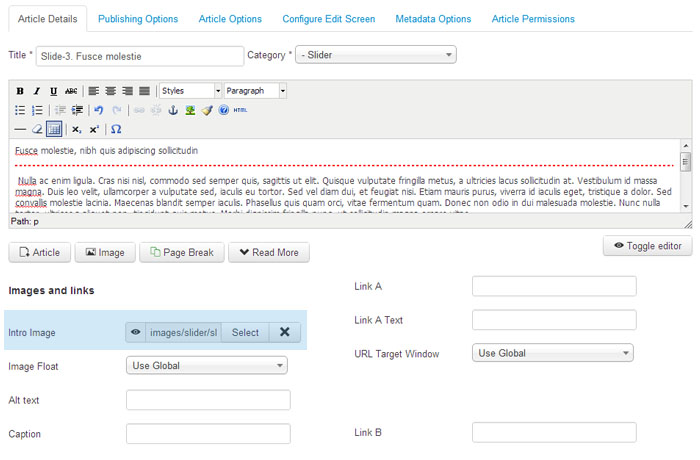 Article Details Publishing Options Article Options Configure Edit Screen Metadata Options Article Permissions
Title * Slide-3. Fusce molestie Category * - Slider
B I U ABC Styles Paragraph
HTML
x₂ x² Ω
Fusce molestie, nibh quis adipiscing sollicitudin
Nulla ac enim ligula. Cras nisi nisl, commodo sed semper quis, sagittis ut elit. Quisque vulputate fringilla metus, a ultricies lacus sollicitudin at. Vestibulum id massa
magna. Duis leo velit, ullamcorper a vulputate sed, iaculis eu tortor. Sed vel diam dui, et feugiat nisi. Etiam mauris purus, viverra id iaculis eget, tristique a dolor. Sed
convallis molestie lacinia. Maecenas blandit semper iaculis. Phasellus quis quam orci, vitae fermentum quam. Donec non odio in dui malesuada molestie. Nunc nulla
Path: p
Article Image Page Break Read More Toggle editor
Images and links
Link A
Link A Text
Intro Image images/slider/sl Select
URL Target Window Use Global
Image Float Use Global
Alt text
Caption
Link B